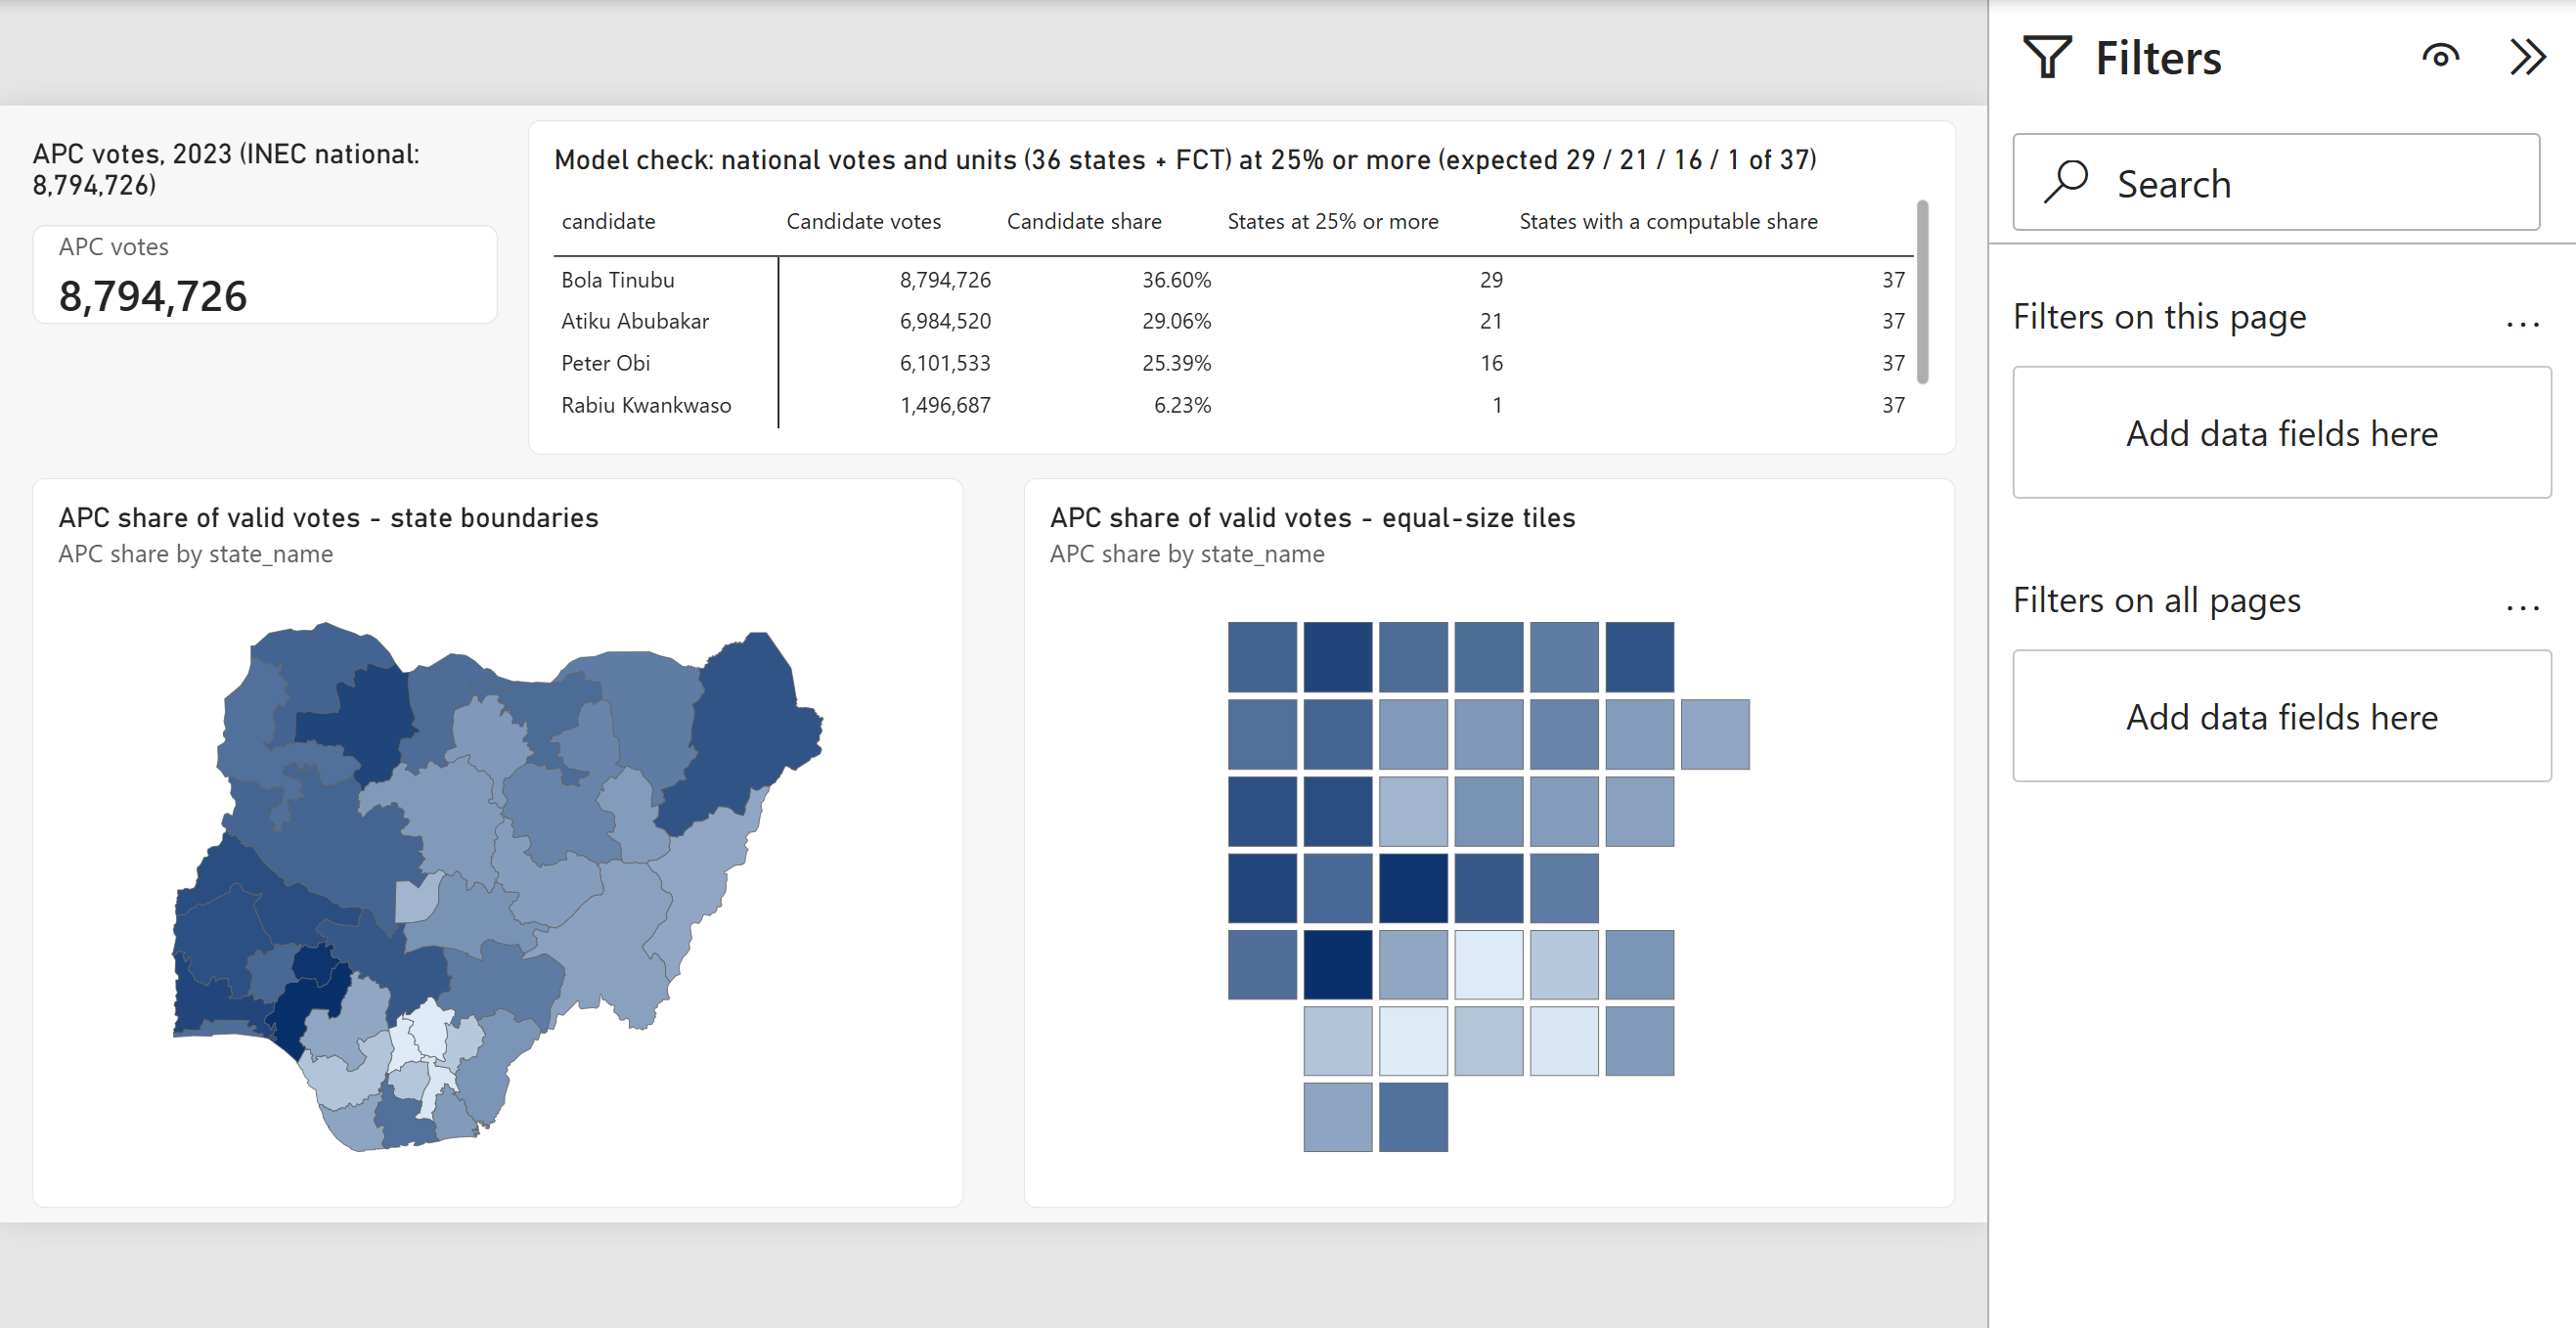 APC votes, 2023 (INEC national:
8,794,726)
APC votes
8,794,726
Model check: national votes and units (36 states + FCT) at 25% or more (expected 29 / 21 / 16 / 1 of 37)
candidate Candidate votes Candidate share States at 25% or more States with a computable share
Bola Tinubu 8,794,726 36.60% 29 37
Atiku Abubakar 6,984,520 29.06% 21 37
Peter Obi 6,101,533 25.39% 16 37
Rabiu Kwankwaso 1,496,687 6.23% 1 37
APC share of valid votes - state boundaries
APC share by state_name
APC share of valid votes - equal-size tiles
APC share by state_name
Filters
Search
Filters on this page ...
Add data fields here
Filters on all pages ...
Add data fields here